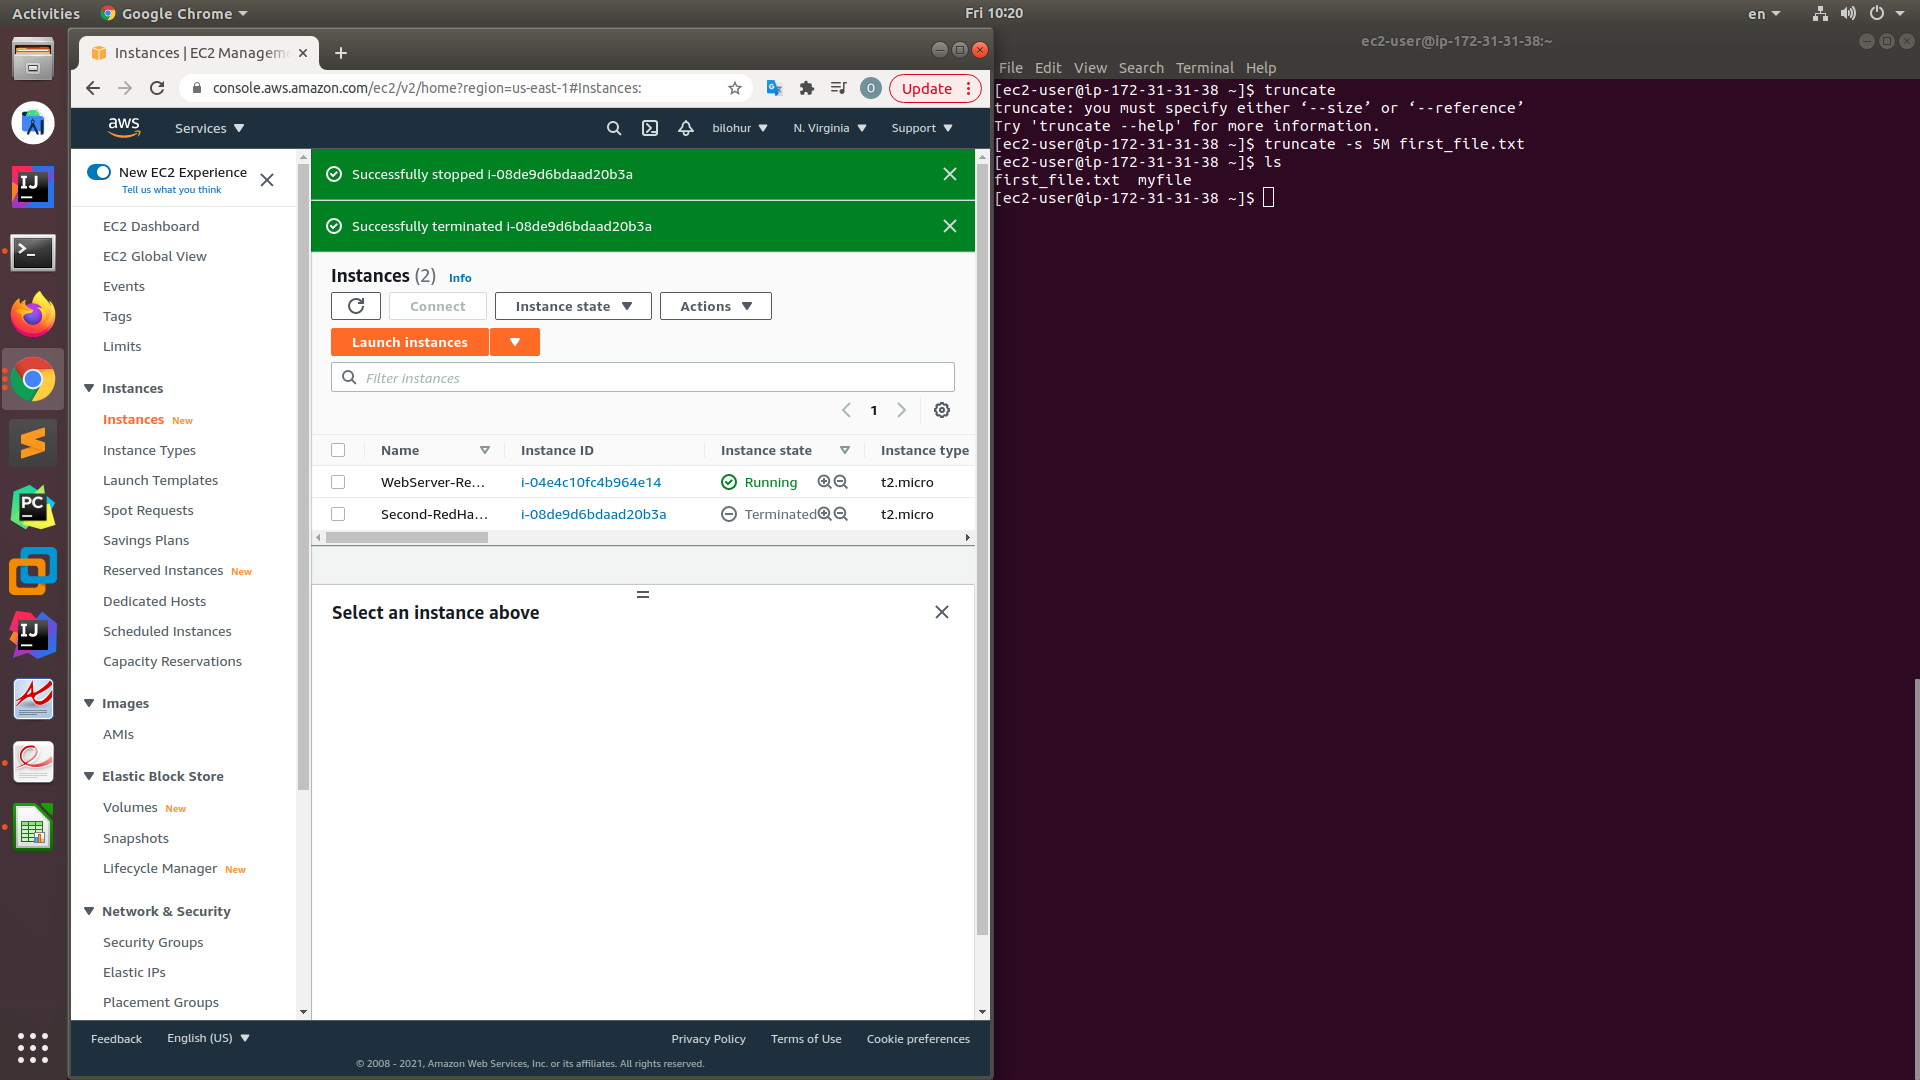 Activities
Google Chrome
Fri 10:20
en
Instances | EC2 Managem
console.aws.amazon.com/ec2/v2/home?region=us-east-1#Instances:
O
Update
aws
Services
bilohur
N. Virginia
Support
New EC2 Experience
Tell us what you think
EC2 Dashboard
EC2 Global View
Events
Tags
Limits
Instances
Instances New
Instance Types
Launch Templates
Spot Requests
Savings Plans
Reserved Instances New
Dedicated Hosts
Scheduled Instances
Capacity Reservations
Images
AMIs
Elastic Block Store
Volumes New
Snapshots
Lifecycle Manager New
Network & Security
Security Groups
Elastic IPs
Placement Groups
Successfully stopped i-08de9d6bdaad20b3a
Successfully terminated i-08de9d6bdaad20b3a
Instances (2) Info
Connect
Instance state
Actions
Launch instances
Filter instances
1
Name Instance ID Instance state Instance type
WebServer-Re... i-04e4c10fc4b964e14 Running t2.micro
Second-RedHa... i-08de9d6bdaad20b3a Terminated t2.micro
Select an instance above
Feedback
English (US)
Privacy Policy
Terms of Use
Cookie preferences
© 2008 - 2021, Amazon Web Services, Inc. or its affiliates. All rights reserved.
ec2-user@ip-172-31-31-38:~
File Edit View Search Terminal Help
[ec2-user@ip-172-31-31-38 ~]$ truncate
truncate: you must specify either ‘--size’ or ‘--reference’
Try 'truncate --help' for more information.
[ec2-user@ip-172-31-31-38 ~]$ truncate -s 5M first_file.txt
[ec2-user@ip-172-31-31-38 ~]$ ls
first_file.txt  myfile
[ec2-user@ip-172-31-31-38 ~]$
IJ
PC
IJ